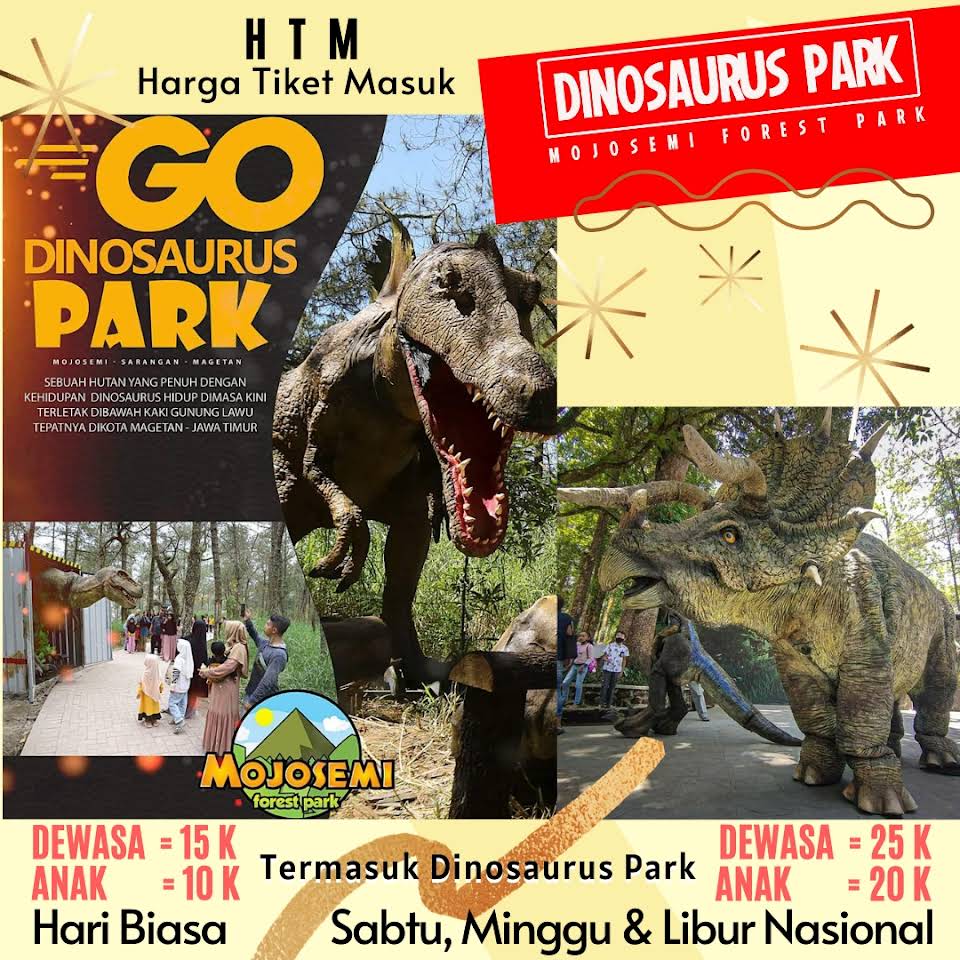 HTM
Harga Tiket Masuk
DINOSAURUS PARK
MOJOSEMI FOREST PARK
GO
DINOSAURUS
PARK
MOJOSEMI - SARANGAN - MAGETAN
SEBUAH HUTAN YANG PENUH DENGAN
KEHIDUPAN DINOSAURUS HIDUP DIMASA KINI
TERLETAK DIBAWAH KAKI GUNUNG LAWU
TEPATNYA DIKOTA MAGETAN - JAWA TIMUR
MOJOSEMI
forest park
DEWASA = 15 K
ANAK = 10 K
Hari Biasa
Termasuk Dinosaurus Park
DEWASA = 25 K
ANAK = 20 K
Sabtu, Minggu & Libur Nasional